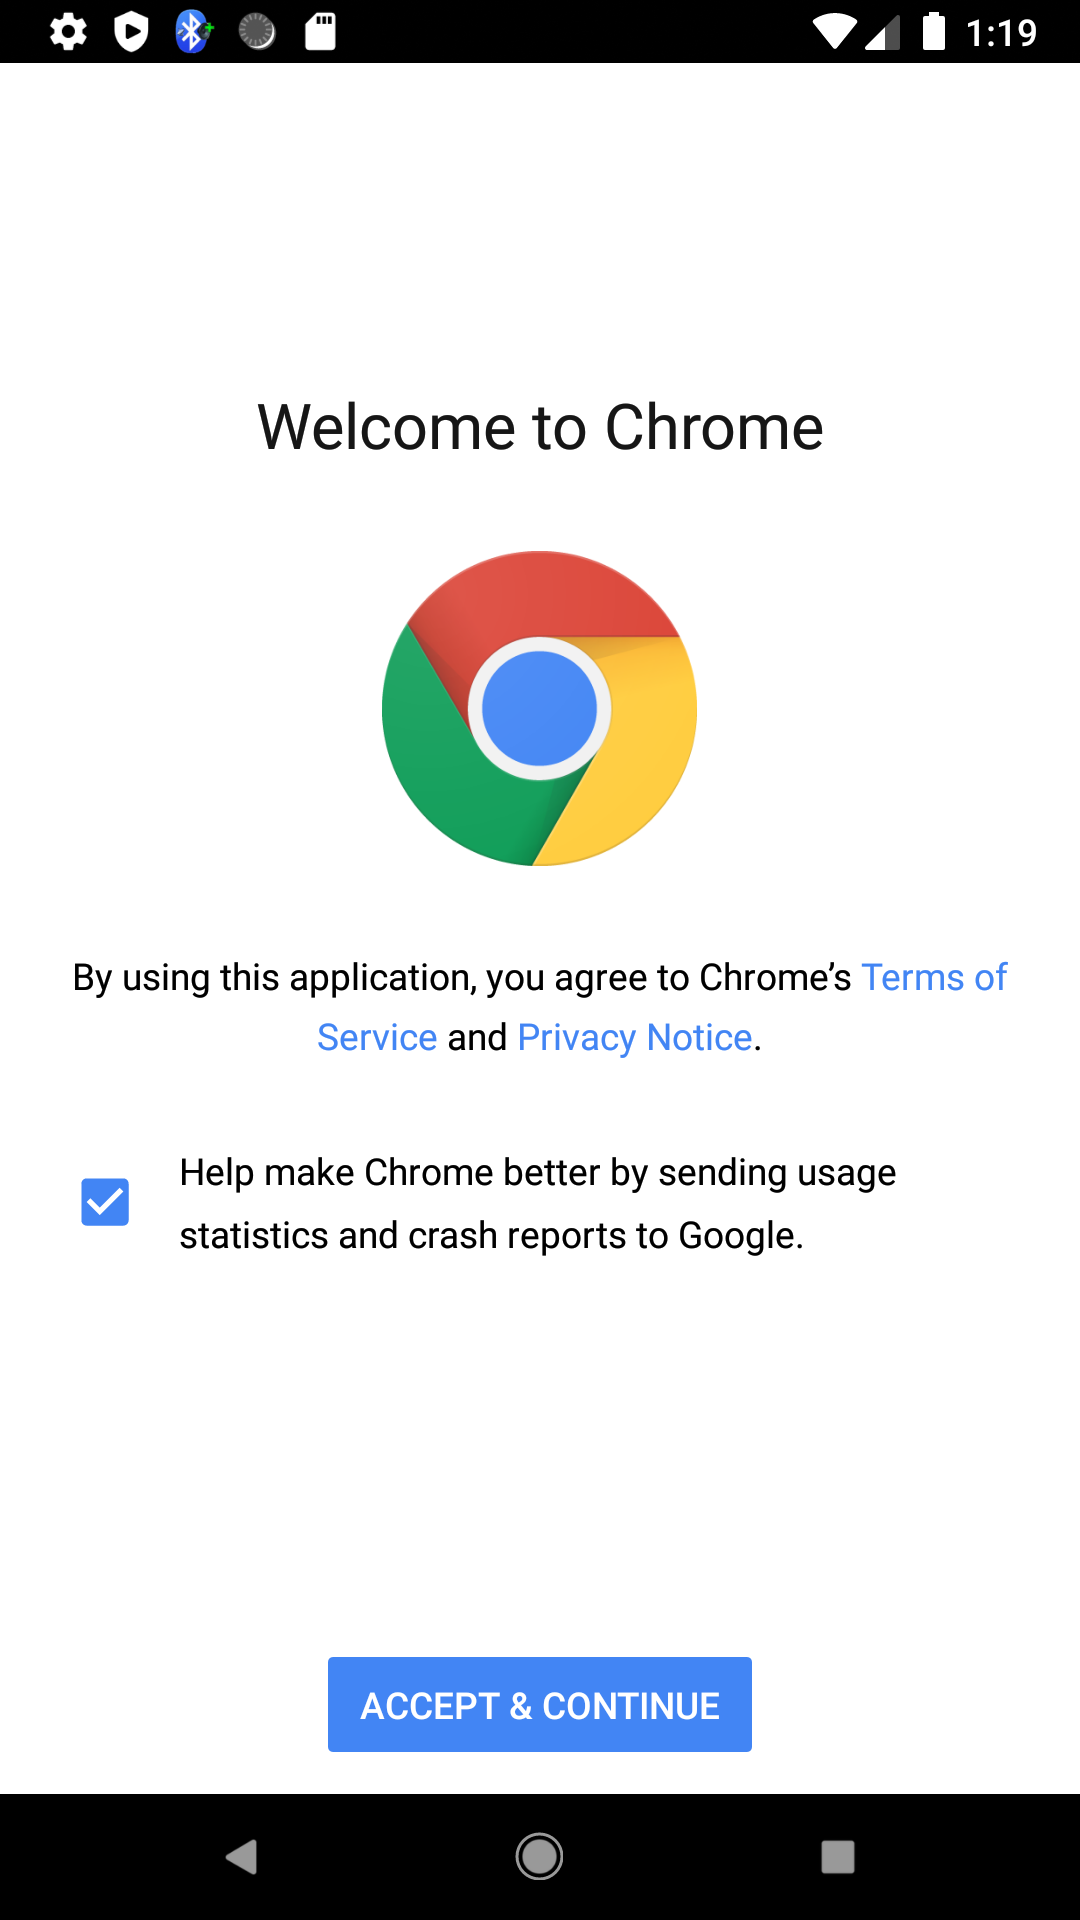 1:19
Welcome to Chrome
By using this application, you agree to Chrome’s Terms of
Service and Privacy Notice.
Help make Chrome better by sending usage
statistics and crash reports to Google.
ACCEPT & CONTINUE